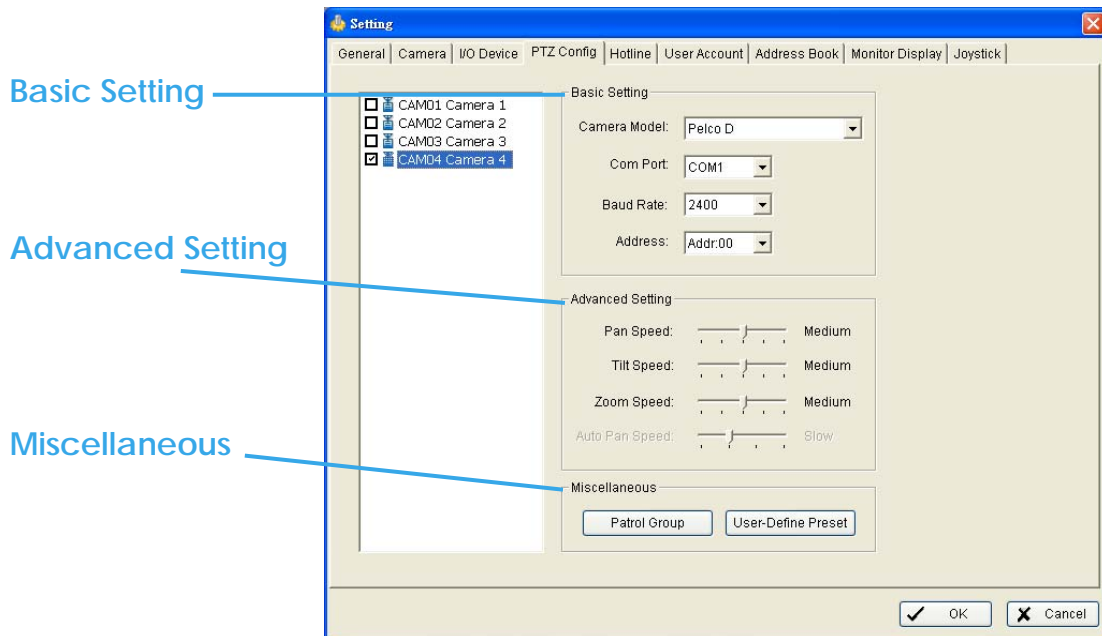 Setting
General Camera I/O Device PTZ Config Hotline User Account Address Book Monitor Display Joystick
Basic Setting
CAM01 Camera 1
CAM02 Camera 2
CAM03 Camera 3
CAM04 Camera 4
Basic Setting
Camera Model: Pelco D
Com Port: COM1
Baud Rate: 2400
Address: Addr:00
Advanced Setting
Advanced Setting
Pan Speed: Medium
Tilt Speed: Medium
Zoom Speed: Medium
Auto Pan Speed: Slow
Miscellaneous
Miscellaneous
Patrol Group User-Define Preset
OK Cancel